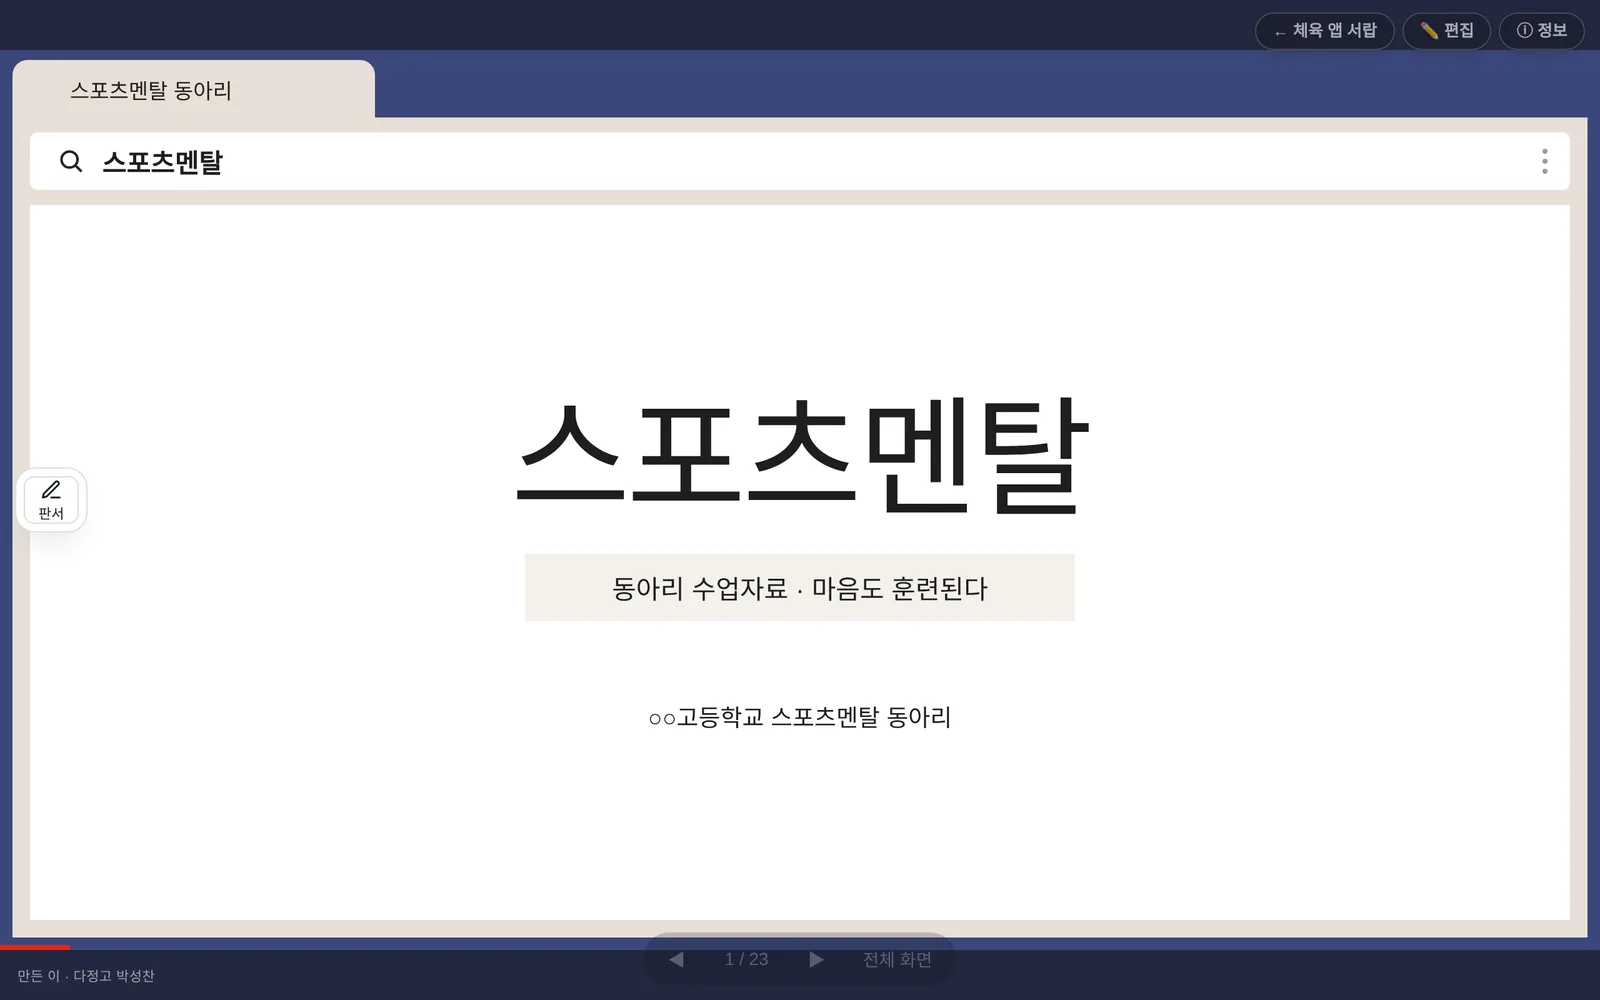 ← 체육 앱 서랍
✏️ 편집
ⓘ 정보
스포츠멘탈 동아리
스포츠멘탈
스포츠멘탈
판서
동아리 수업자료 · 마음도 훈련된다
○○고등학교 스포츠멘탈 동아리
◀ 1 / 23 ▶ 전체 화면
만든 이 · 다정고 박성찬